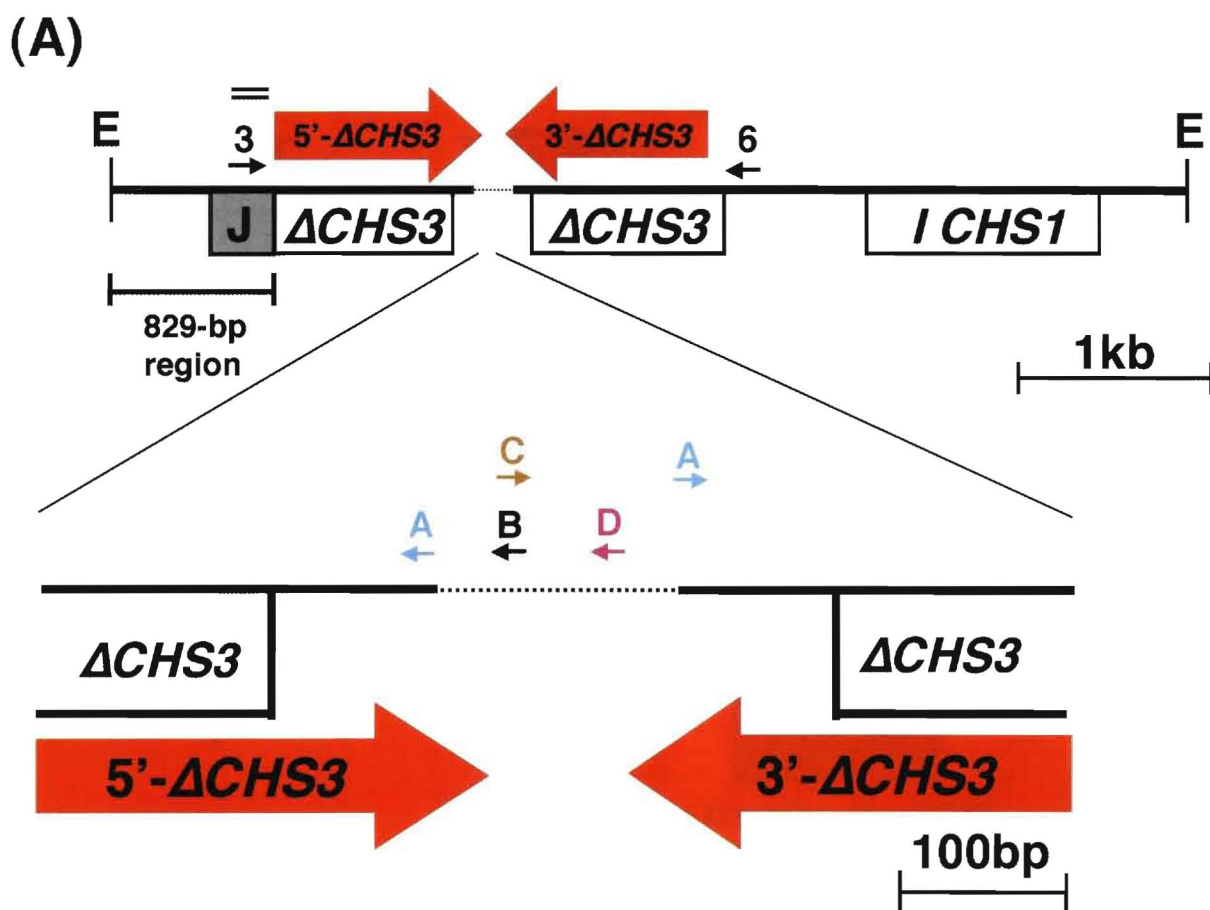 (A)
E 3 5'-ΔCHS3 3'-ΔCHS3 6 E
J ΔCHS3 ΔCHS3 I CHS1
829-bp
region
1kb
C A
A B D
ΔCHS3 ΔCHS3
5'-ΔCHS3 3'-ΔCHS3
100bp